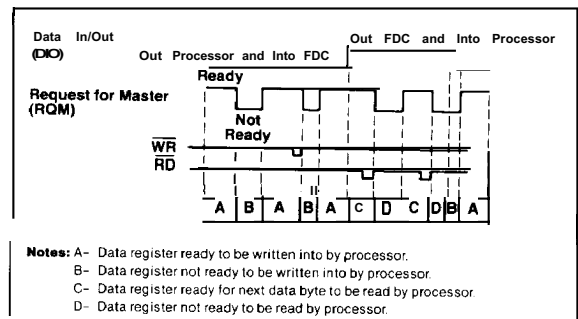 Data In/Out
(DIO)
Out Processor and Into FDC
Out FDC and Into Processor
Ready
Request for Master
(RQM)
Not
Ready
WR
RD
A B A B A C D C D B A
Notes: A- Data register ready to be written into by processor.
B- Data register not ready to be written into by processor.
C- Data register ready for next data byte to be read by processor.
D- Data register not ready to be read by processor.